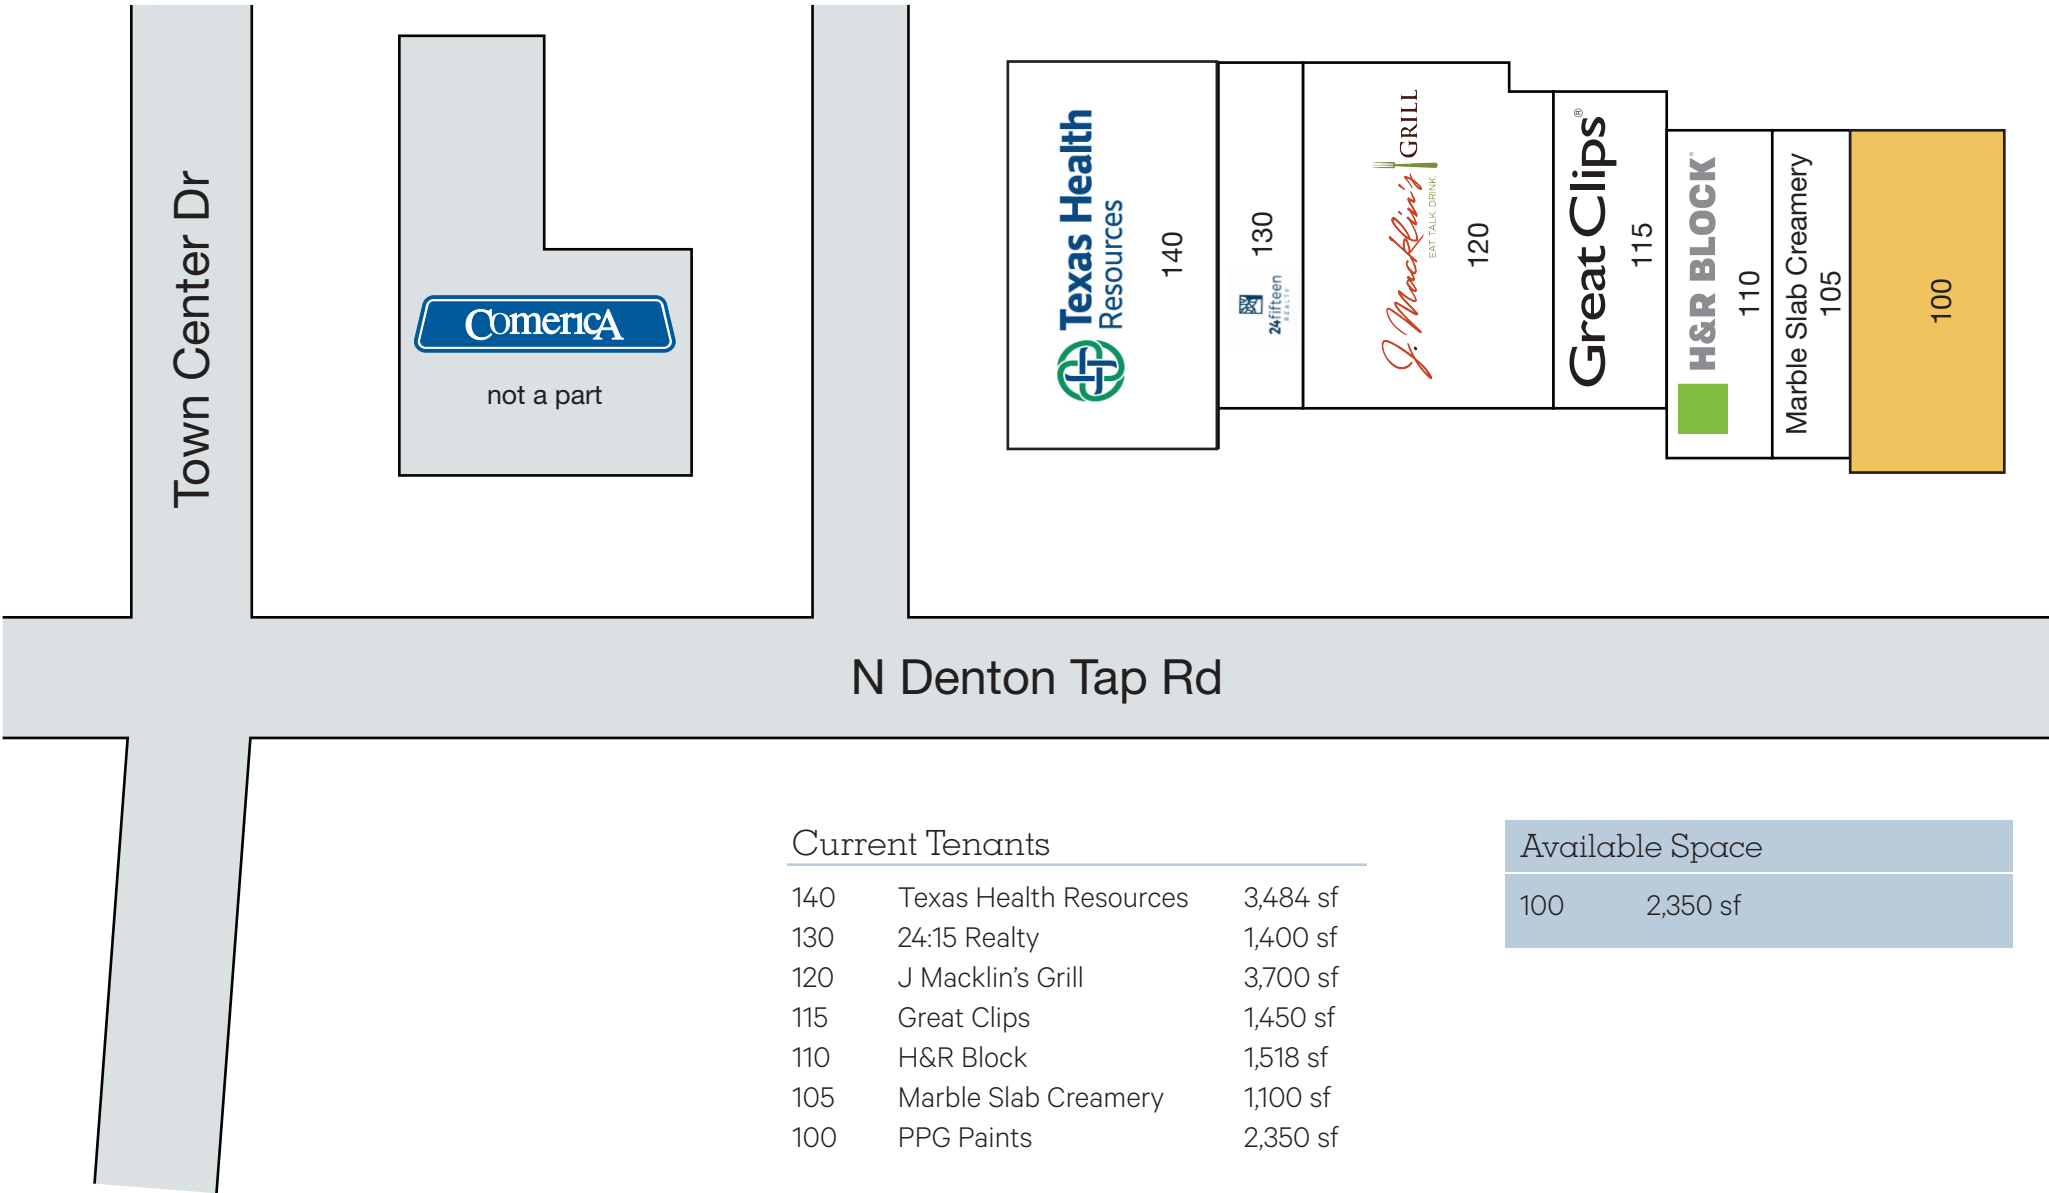 Town Center Dr
ComericA
not a part
Texas Health
Resources
140
130
24fifteen
REALTY
J. Macklin's GRILL
EAT. TALK. DRINK.
120
Great Clips®
115
H&R BLOCK®
110
Marble Slab Creamery
105
100
N Denton Tap Rd
Current Tenants
140 Texas Health Resources 3,484 sf
130 24:15 Realty 1,400 sf
120 J Macklin’s Grill 3,700 sf
115 Great Clips 1,450 sf
110 H&R Block 1,518 sf
105 Marble Slab Creamery 1,100 sf
100 PPG Paints 2,350 sf
Available Space
100 2,350 sf